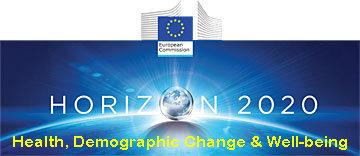 European
Commission
HORIZON 2020
Health, Demographic Change & Well-being